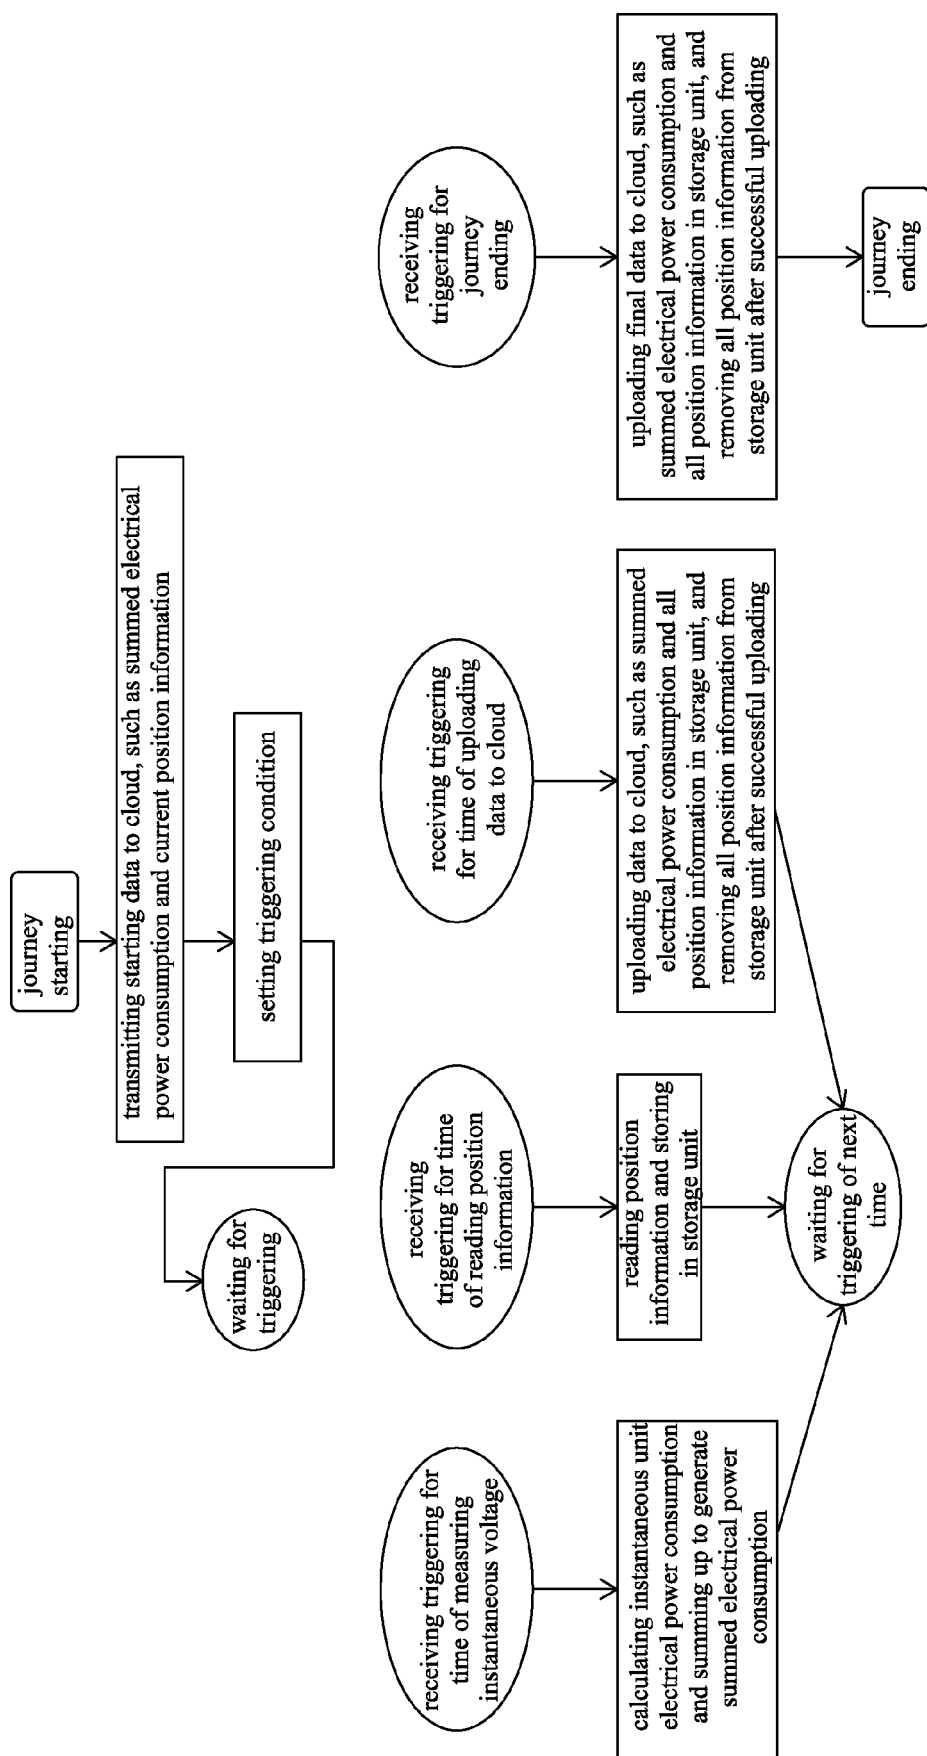 journey
starting
transmitting starting data to cloud, such as summed electrical
power consumption and current position information
setting triggering condition
waiting for
triggering
receiving triggering for
time of measuring
instantaneous voltage
calculating instantaneous unit
electrical power consumption
and summing up to generate
summed electrical power
consumption
receiving
triggering for time
of reading position
information
reading position
information and storing
in storage unit
waiting for
triggering of next
time
receiving triggering
for time of uploading
data to cloud
uploading data to cloud, such as summed
electrical power consumption and all
position information in storage unit, and
removing all position information from
storage unit after successful uploading
receiving
triggering for
journey
ending
uploading final data to cloud, such as
summed electrical power consumption and
all position information in storage unit, and
removing all position information from
storage unit after successful uploading
journey
ending